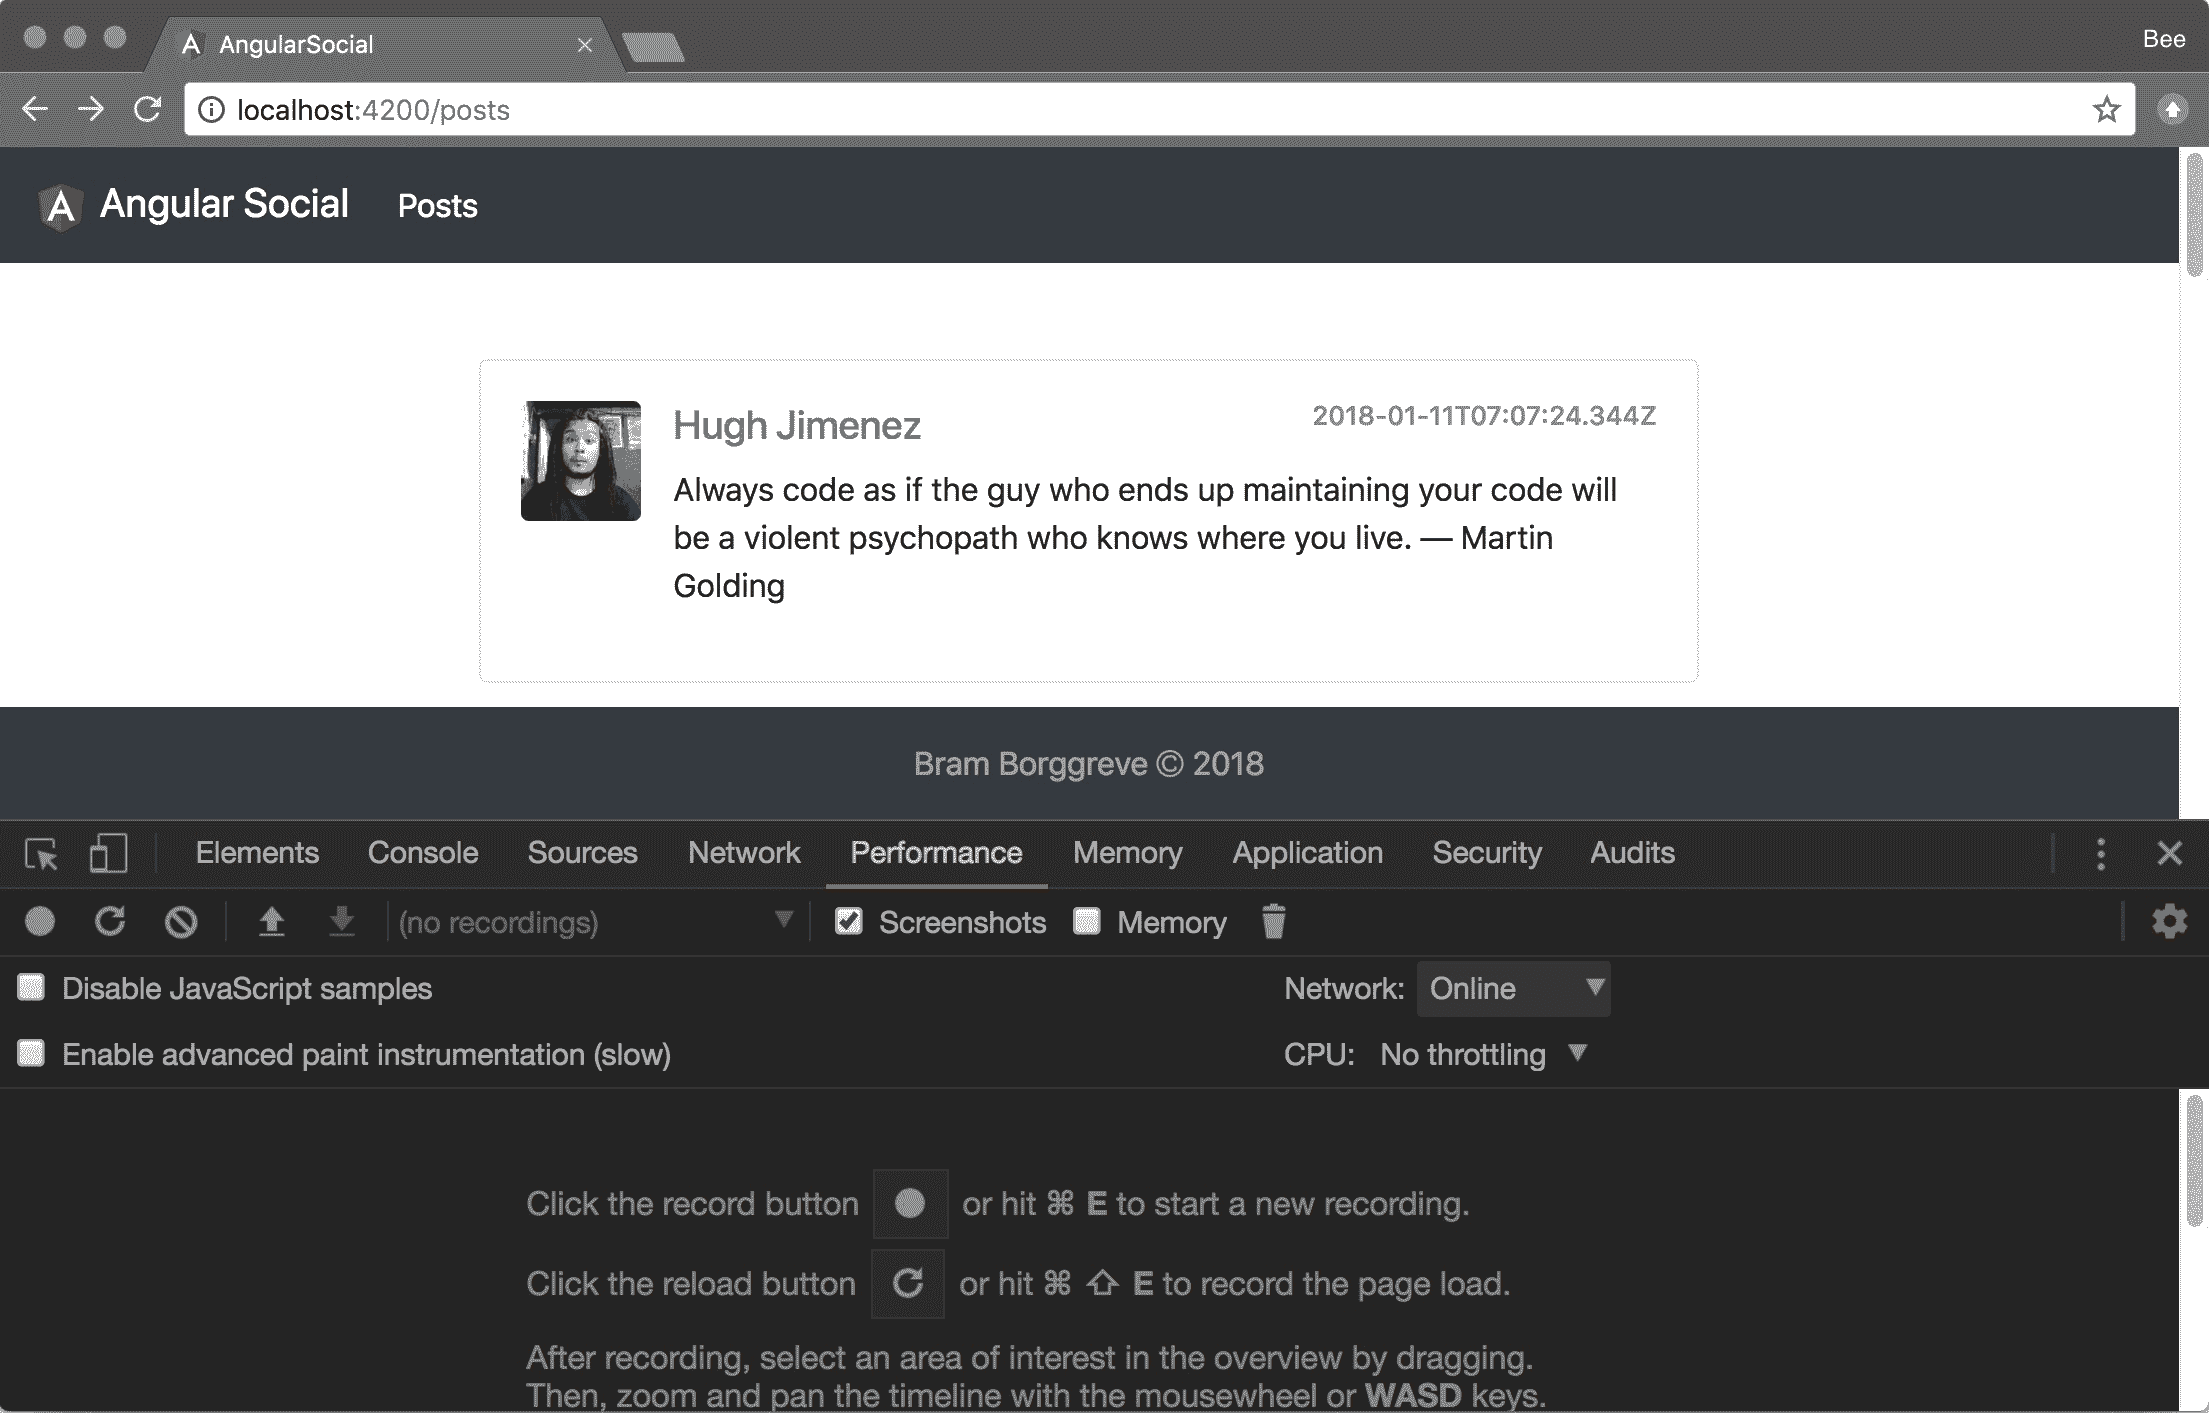 AngularSocial
Bee
localhost:4200/posts
Angular Social Posts
Hugh Jimenez 2018-01-11T07:07:24.344Z
Always code as if the guy who ends up maintaining your code will
be a violent psychopath who knows where you live. — Martin
Golding
Bram Borggreve © 2018
Elements Console Sources Network Performance Memory Application Security Audits
(no recordings) Screenshots Memory
Disable JavaScript samples Network: Online
Enable advanced paint instrumentation (slow) CPU: No throttling
Click the record button or hit ⌘ E to start a new recording.
Click the reload button or hit ⌘ ⇧ E to record the page load.
After recording, select an area of interest in the overview by dragging.
Then, zoom and pan the timeline with the mousewheel or WASD keys.